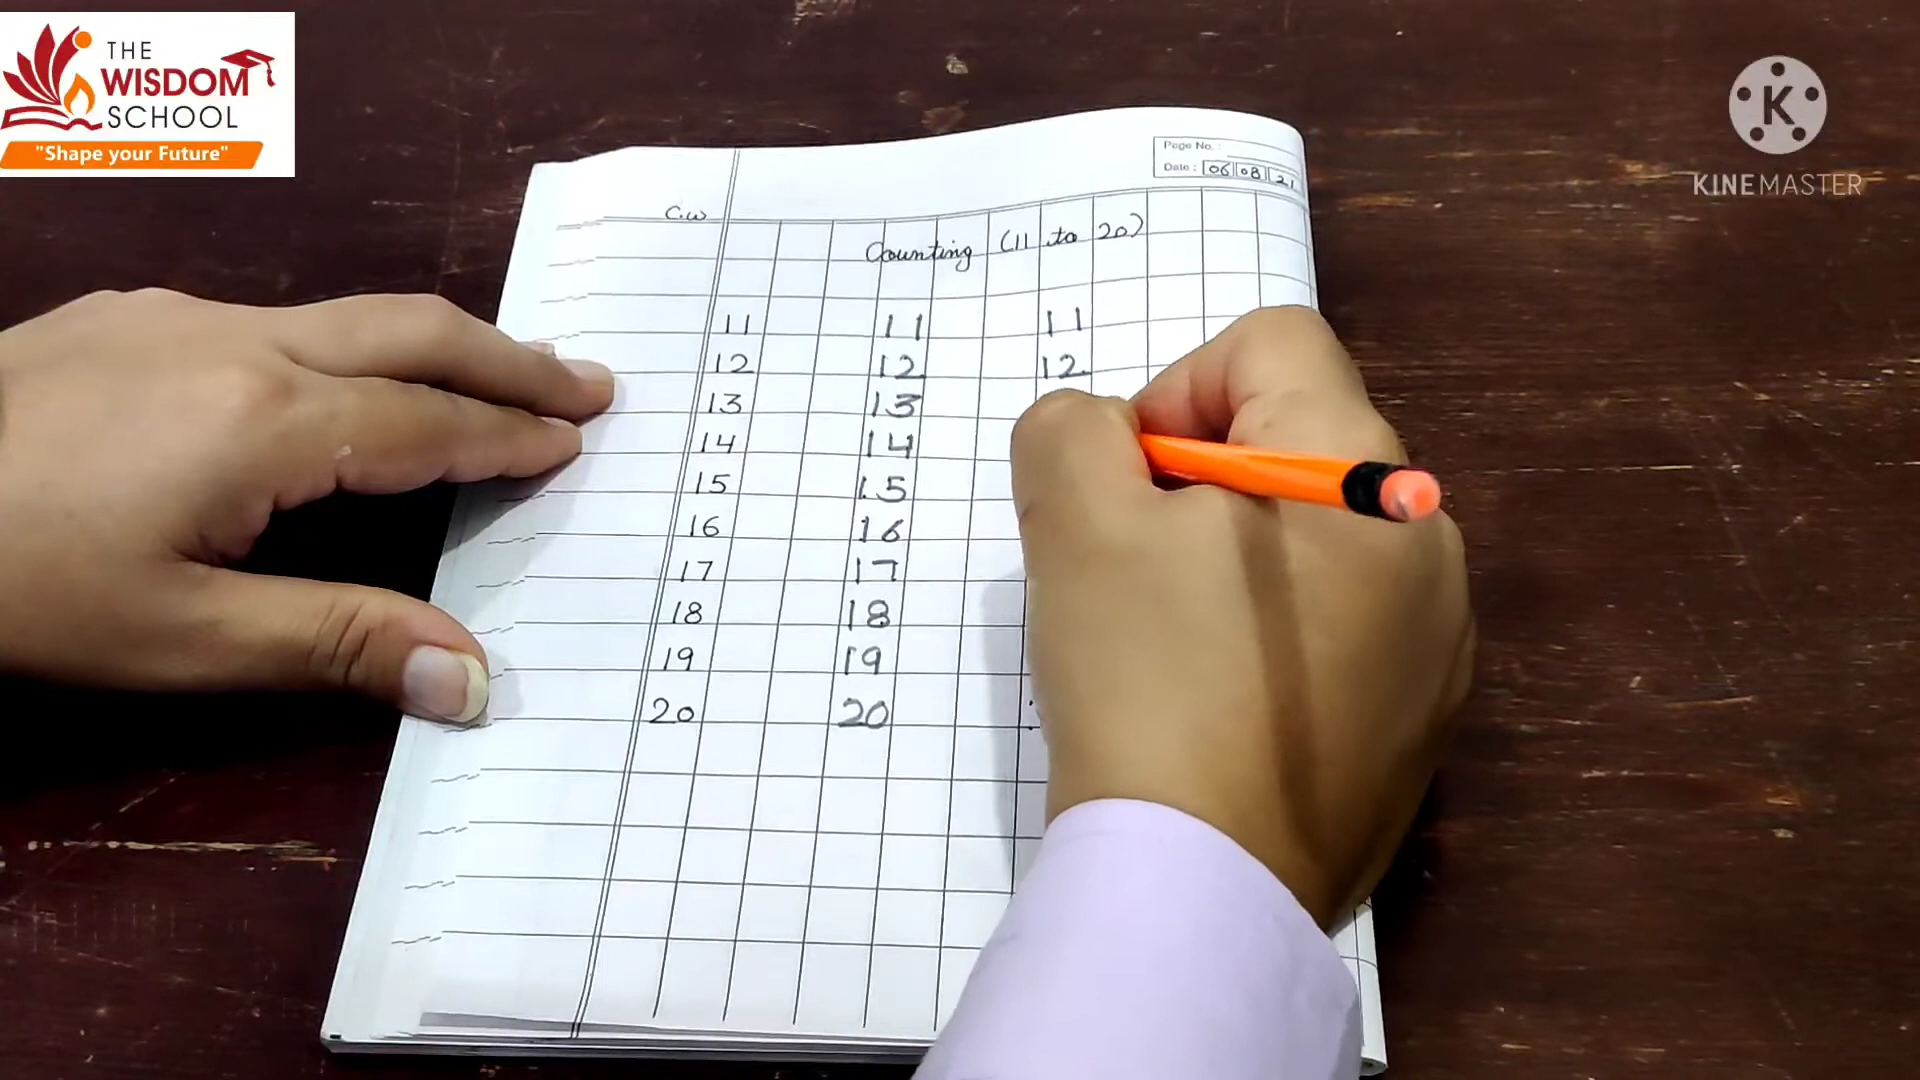 THE
WISDOM
SCHOOL
"Shape your Future"
K
KINEMASTER
Page No. :
Date : 06 08 21
C.W
Counting (11 to 20)
11 11 11
12 12 12
13 13
14 14
15 15
16 16
17 17
18 18
19 19
20 20